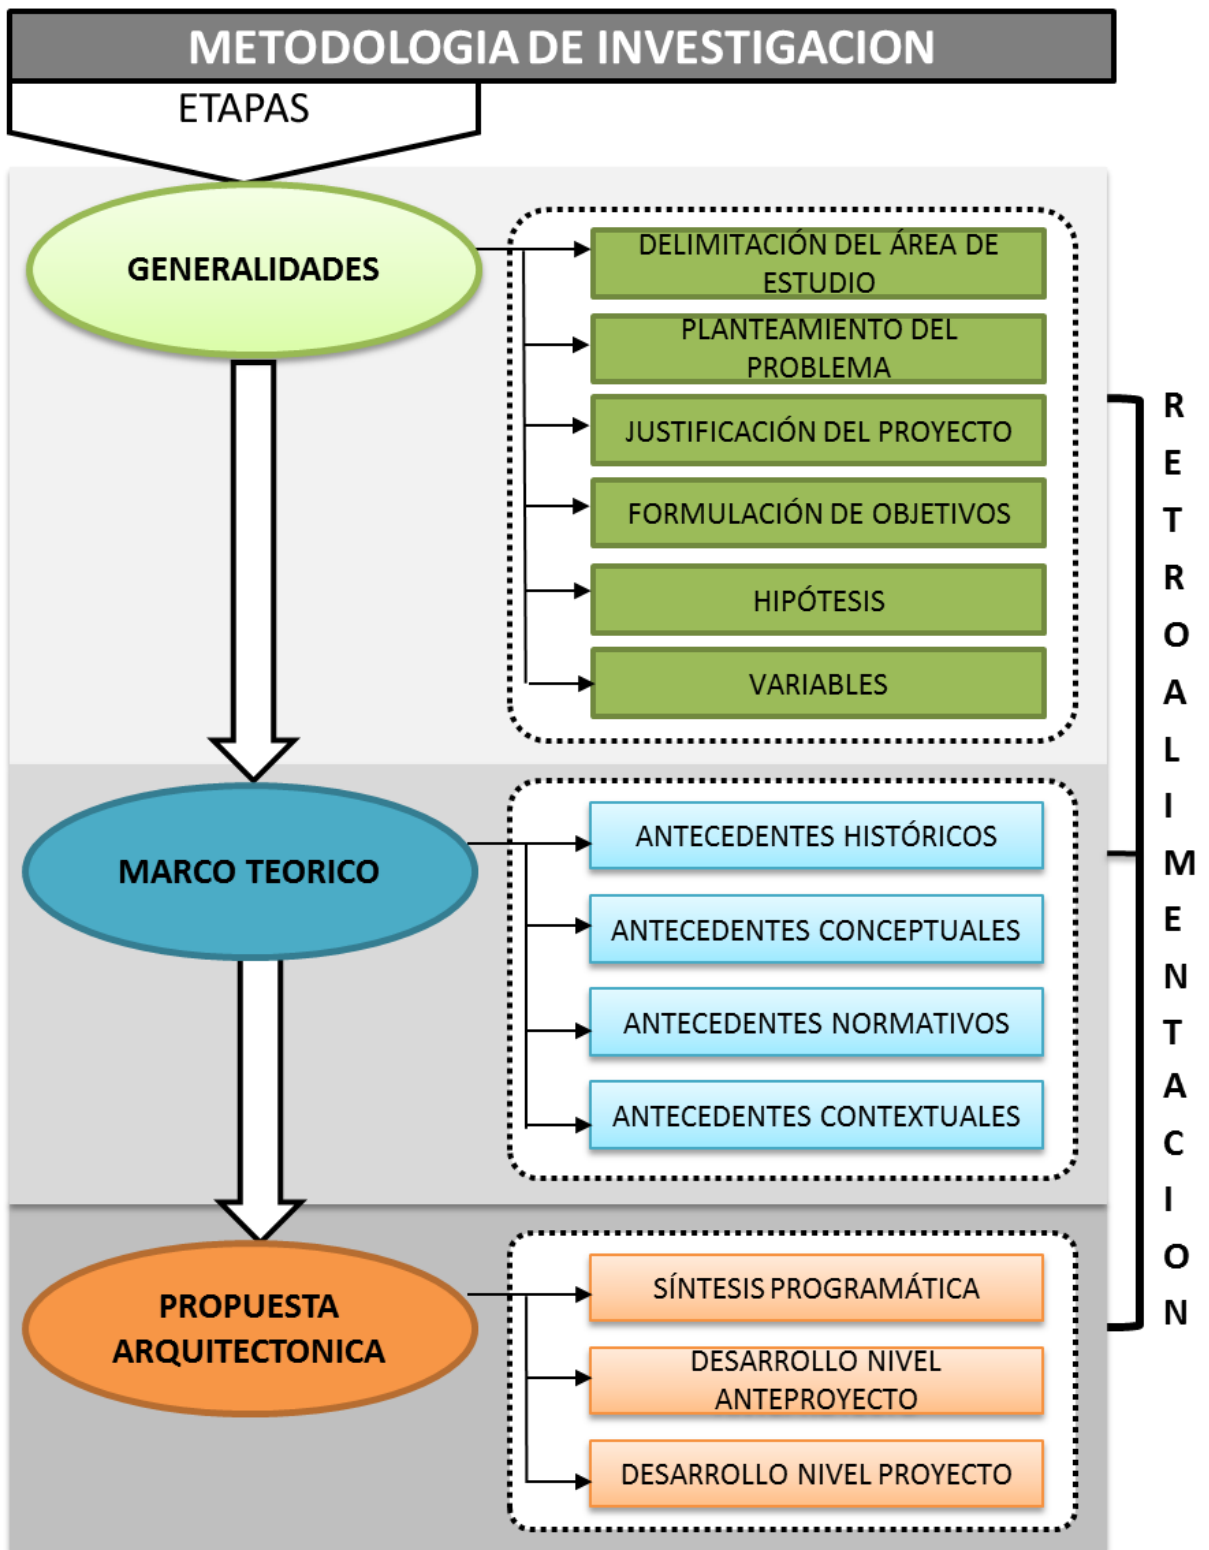 METODOLOGIA DE INVESTIGACION
ETAPAS
GENERALIDADES
DELIMITACIÓN DEL ÁREA DE
ESTUDIO
PLANTEAMIENTO DEL
PROBLEMA
JUSTIFICACIÓN DEL PROYECTO
FORMULACIÓN DE OBJETIVOS
HIPÓTESIS
VARIABLES
MARCO TEORICO
ANTECEDENTES HISTÓRICOS
ANTECEDENTES CONCEPTUALES
ANTECEDENTES NORMATIVOS
ANTECEDENTES CONTEXTUALES
PROPUESTA
ARQUITECTONICA
SÍNTESIS PROGRAMÁTICA
DESARROLLO NIVEL
ANTEPROYECTO
DESARROLLO NIVEL PROYECTO
RETROALIMENTACION